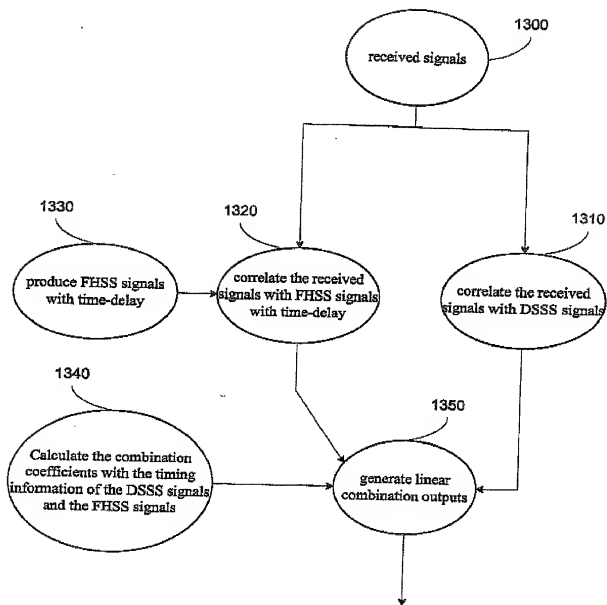 1300
received signals
1330
1320
1310
produce FHSS signals
with time-delay
correlate the received
signals with FHSS signals
with time-delay
correlate the received
signals with DSSS signals
1340
1350
Calculate the combination
coefficients with the timing
information of the DSSS signals
and the FHSS signals
generate linear
combination outputs